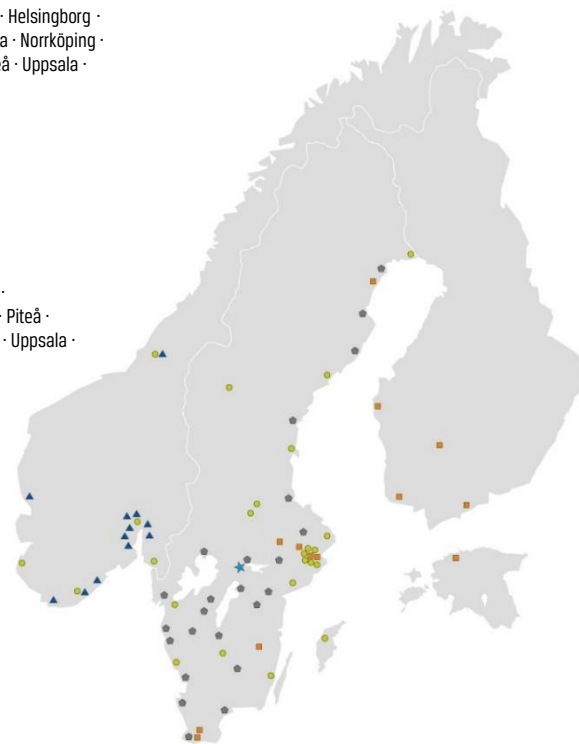 · Helsingborg ·
a · Norrköping ·
å · Uppsala ·
·
· Piteå ·
· Uppsala ·